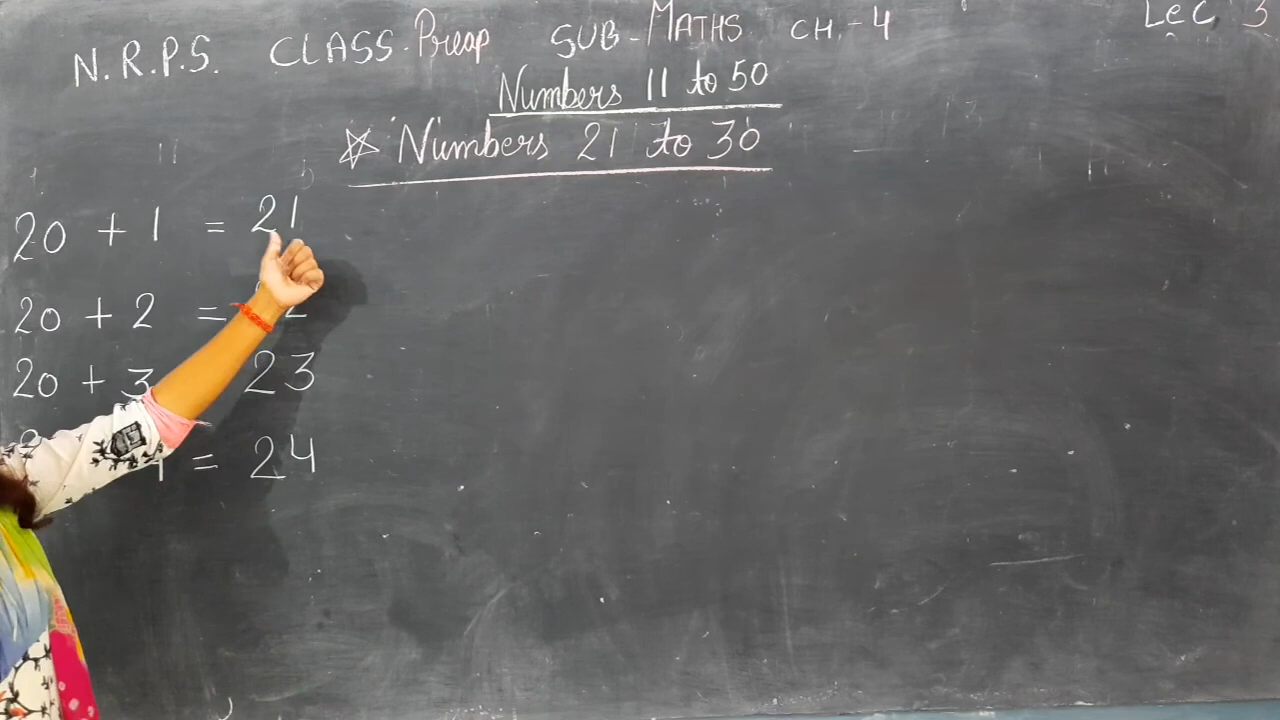 N.R.P.S. CLASS-Preap SUB-MATHS CH.-4 Lec 3
Numbers 11 to 50
Numbers 21 to 30
20 + 1 = 21
20 + 2 = 2
20 + 3 23
= 24